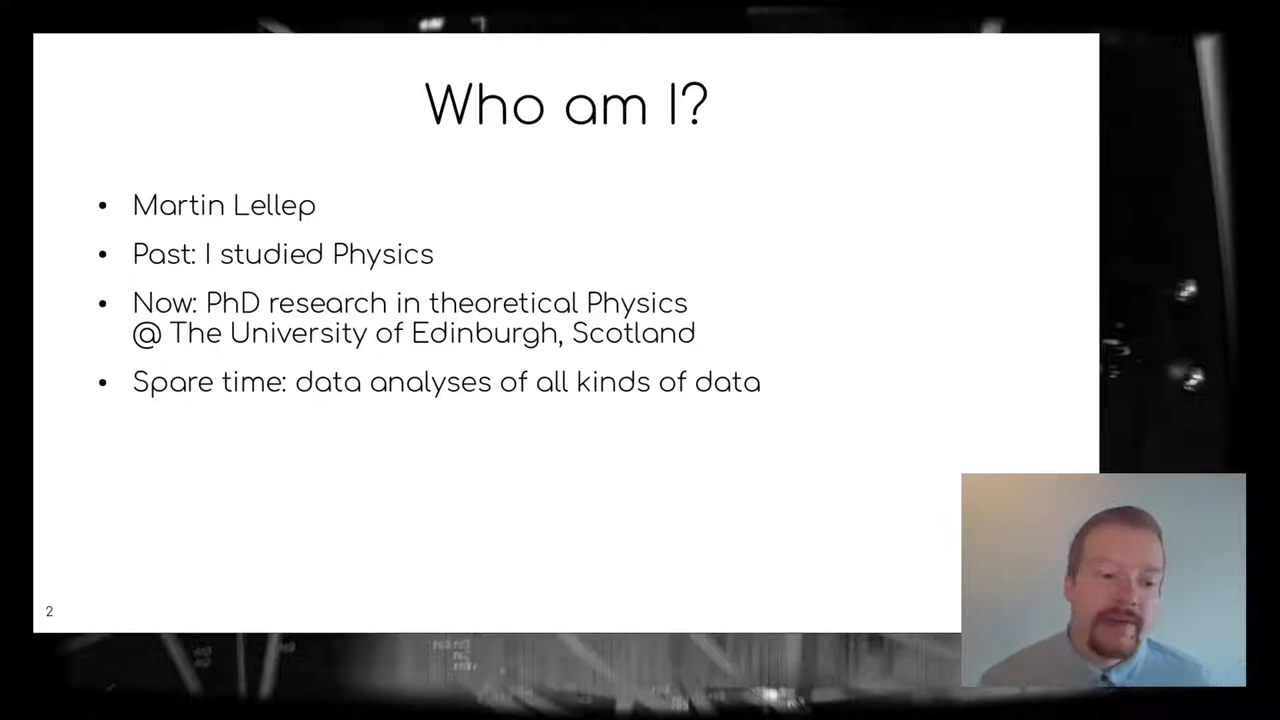 Who am I?
• Martin Lellep
• Past: I studied Physics
• Now: PhD research in theoretical Physics
@ The University of Edinburgh, Scotland
• Spare time: data analyses of all kinds of data
2